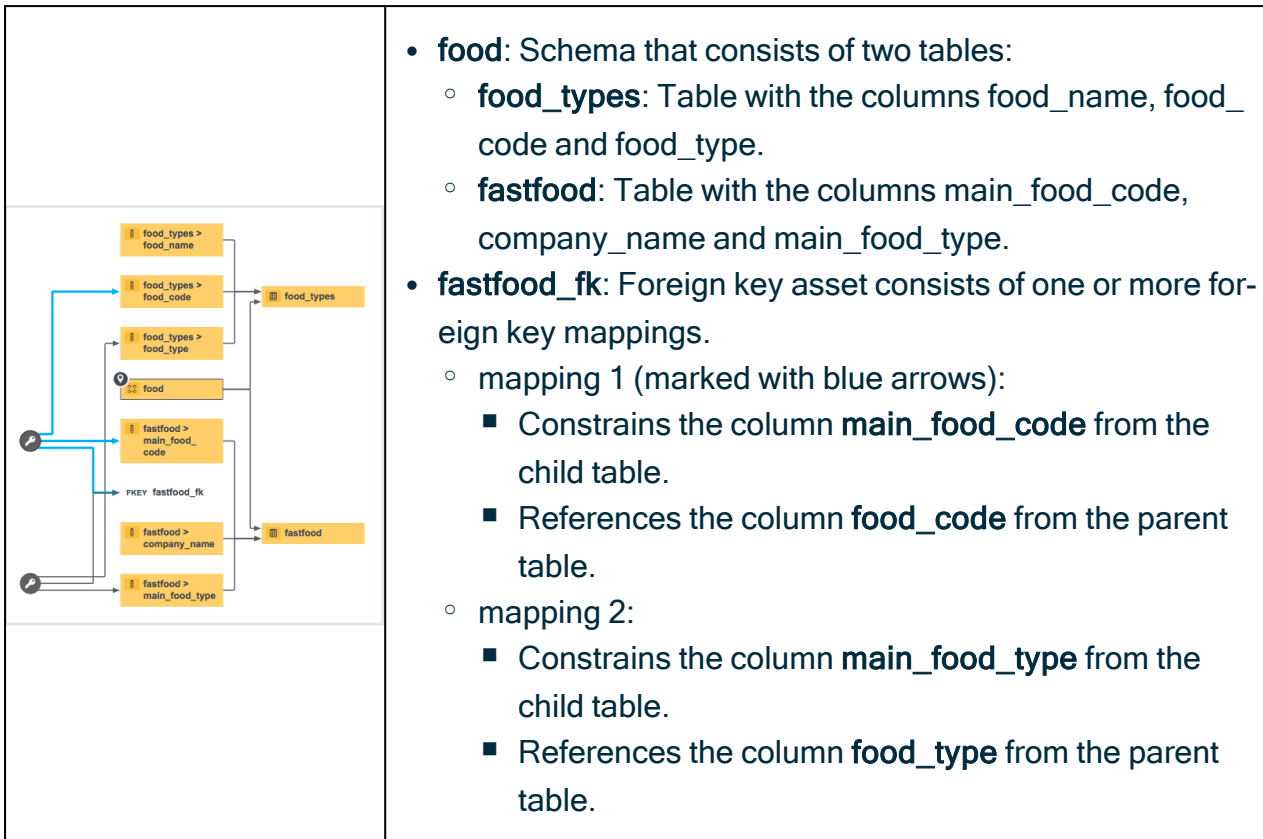 food_types >
food_name
food_types >
food_code
food_types
food_types >
food_type
food
fastfood >
main_food_
code
FKEY fastfood_fk
fastfood >
company_name
fastfood
fastfood >
main_food_type
• food: Schema that consists of two tables:
○ food_types: Table with the columns food_name, food_
code and food_type.
○ fastfood: Table with the columns main_food_code,
company_name and main_food_type.
• fastfood_fk: Foreign key asset consists of one or more for-
eign key mappings.
○ mapping 1 (marked with blue arrows):
■ Constrains the column main_food_code from the
child table.
■ References the column food_code from the parent
table.
○ mapping 2:
■ Constrains the column main_food_type from the
child table.
■ References the column food_type from the parent
table.